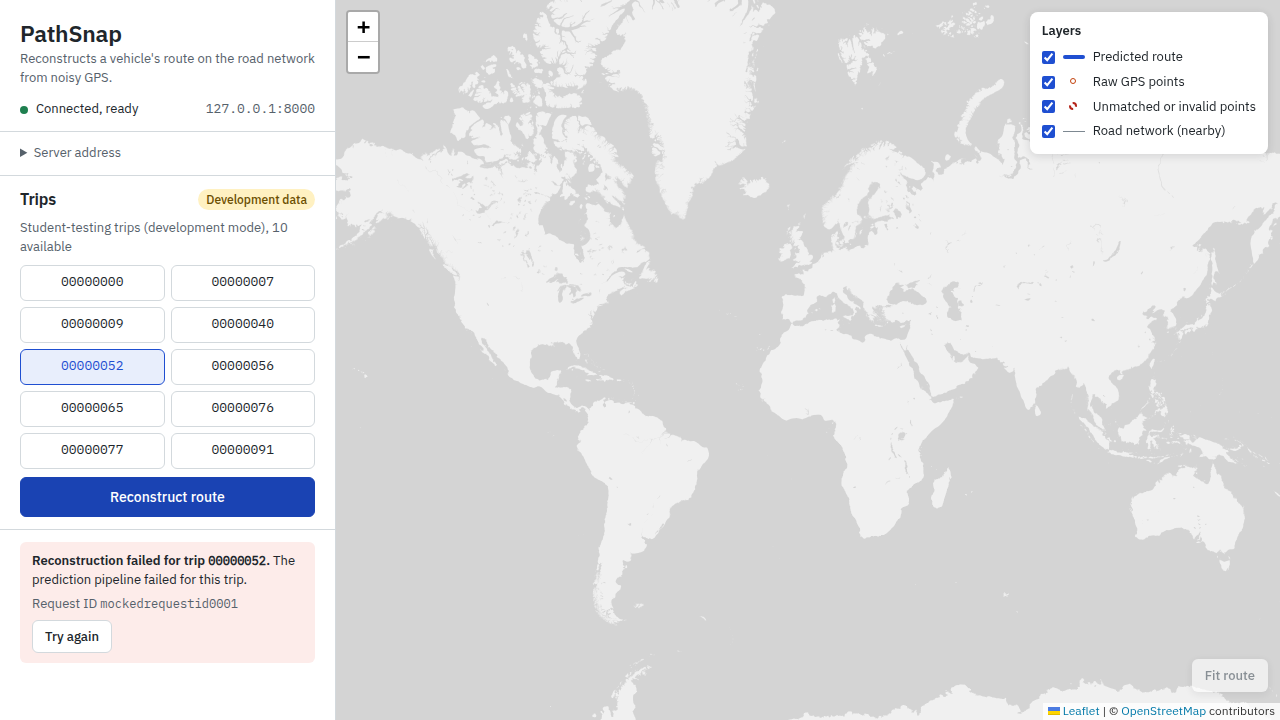 PathSnap
Reconstructs a vehicle's route on the road network
from noisy GPS.
Connected, ready 127.0.0.1:8000
Server address
Trips Development data
Student-testing trips (development mode), 10
available
00000000 00000007
00000009 00000040
00000052 00000056
00000065 00000076
00000077 00000091
Reconstruct route
Reconstruction failed for trip 00000052. The
prediction pipeline failed for this trip.
Request ID mockedrequestid0001
Try again
+
−
Layers
Predicted route
Raw GPS points
Unmatched or invalid points
Road network (nearby)
Fit route
Leaflet | © OpenStreetMap contributors